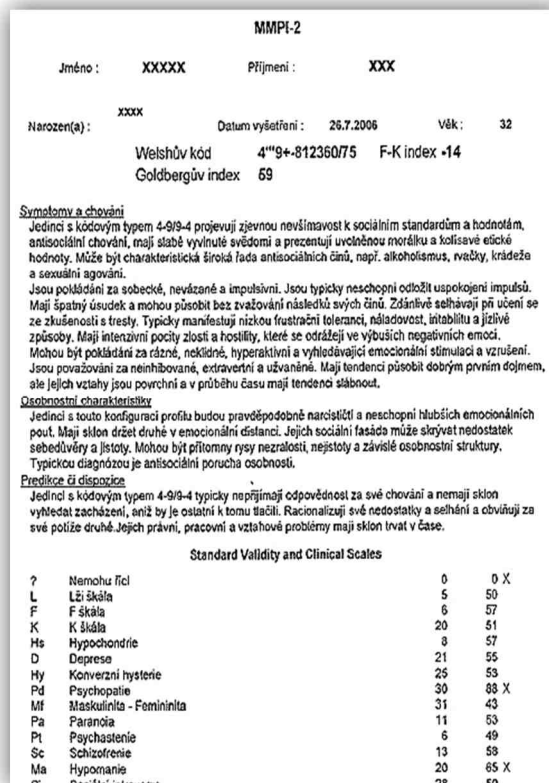 MMPI-2
Jméno : XXXXX Příjmení : XXX
XXXX
Narozen(a) : Datum vyšetření : 26.7.2006 Věk : 32
Welshův kód 4'"9+-812360/75 F-K index -14
Goldbergův index 59
Symptomy a chování
Jedinci s kódovým typem 4-9/9-4 projevují zjevnou nevšímavost k sociálním standardům a hodnotám,
antisociální chování, mají slabě vyvinuté svědomí a prezentují uvolněnou morálku a kolísavé etické
hodnoty. Může být charakteristická široká řada antisociálních činů, např. alkoholismus, rvačky, krádeže
a sexuální agování.
Jsou pokládáni za sobecké, nevázané a impulsivní. Jsou typicky neschopni odložit uspokojení impulsů.
Mají špatný úsudek a mohou působit bez zvažování následků svých činů. Zdánlivě selhávají při učení se
ze zkušenosti s tresty. Typicky manifestují nízkou frustrační toleranci, náladovost, iritabilitu a jízlivé
způsoby. Mají intenzivní pocity zlosti a hostility, které se odrážejí ve výbuších negativních emocí.
Mohou být pokládáni za rázné, neklidné, hyperaktivní a vyhledávající emocionální stimulaci a vzrušení.
Jsou považováni za neinhibované, extravertní a užvaněné. Mají tendenci působit dobrým prvním dojmem,
ale jejich vztahy jsou povrchní a v průběhu času mají tendenci slábnout.
Osobnostní charakteristiky
Jedinci s touto konfigurací profilu budou pravděpodobně narcističtí a neschopni hlubších emocionálních
pout. Mají sklon držet druhé v emocionální distanci. Jejich sociální fasáda může skrývat nedostatek
sebedůvěry a jistoty. Mohou být přítomny rysy nezralosti, nejistoty a závislé osobnostní struktury.
Typickou diagnózou je antisociální porucha osobnosti.
Predikce či dispozice
Jedinci s kódovým typem 4-9/9-4 typicky nepřijímají odpovědnost za své chování a nemají sklon
vyhledat zacházení, aniž by je ostatní k tomu tlačili. Racionalizují své nedostatky a selhání a obviňují za
své potíže druhé.Jejich právní, pracovní a vztahové problémy mají sklon trvat v čase.
Standard Validity and Clinical Scales
? Nemohu říci 0 0 X
L Lži škála 5 50
F F škála 6 57
K K škála 20 51
Hs Hypochondrie 8 57
D Deprese 21 55
Hy Konverzní hysterie 25 53
Pd Psychopatie 30 88 X
Mf Maskulinita - Femininita 31 43
Pa Paranoia 11 53
Pt Psychastenie 6 49
Sc Schizofrenie 13 58
Ma Hypomanie 20 65 X